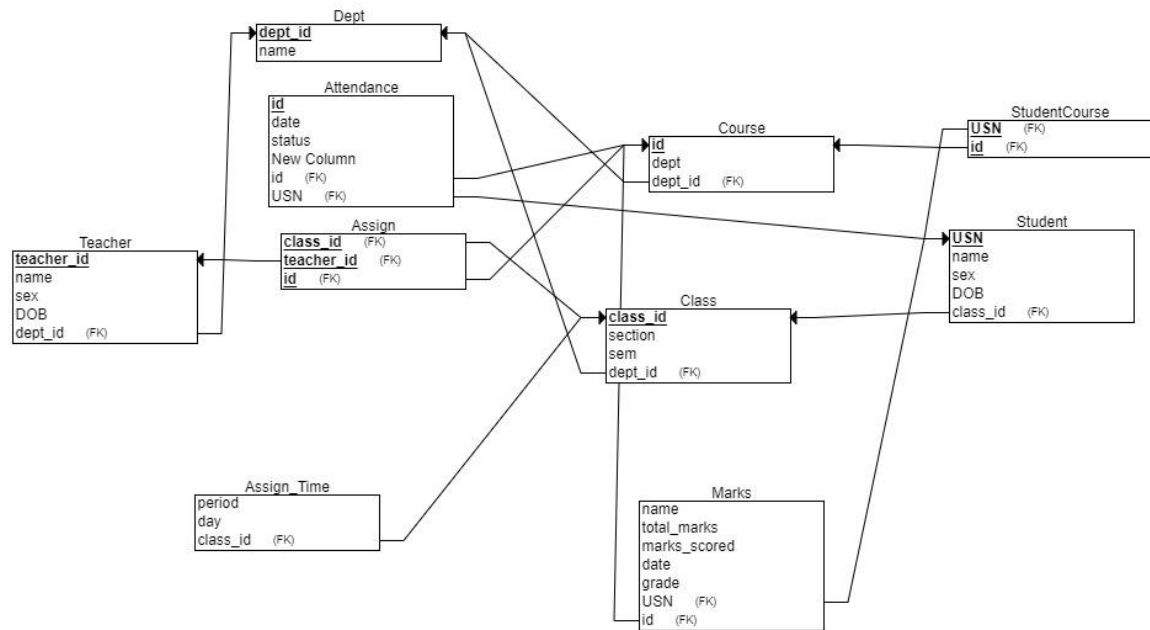 Dept
dept_id
name
Attendance
id
date
status
New Column
id (FK)
USN (FK)
Course
id
dept
dept_id (FK)
StudentCourse
USN (FK)
id (FK)
Teacher
teacher_id
name
sex
DOB
dept_id (FK)
Assign
class_id (FK)
teacher_id (FK)
id (FK)
Student
USN
name
sex
DOB
class_id (FK)
Class
class_id
section
sem
dept_id (FK)
Assign_Time
period
day
class_id (FK)
Marks
name
total_marks
marks_scored
date
grade
USN (FK)
id (FK)